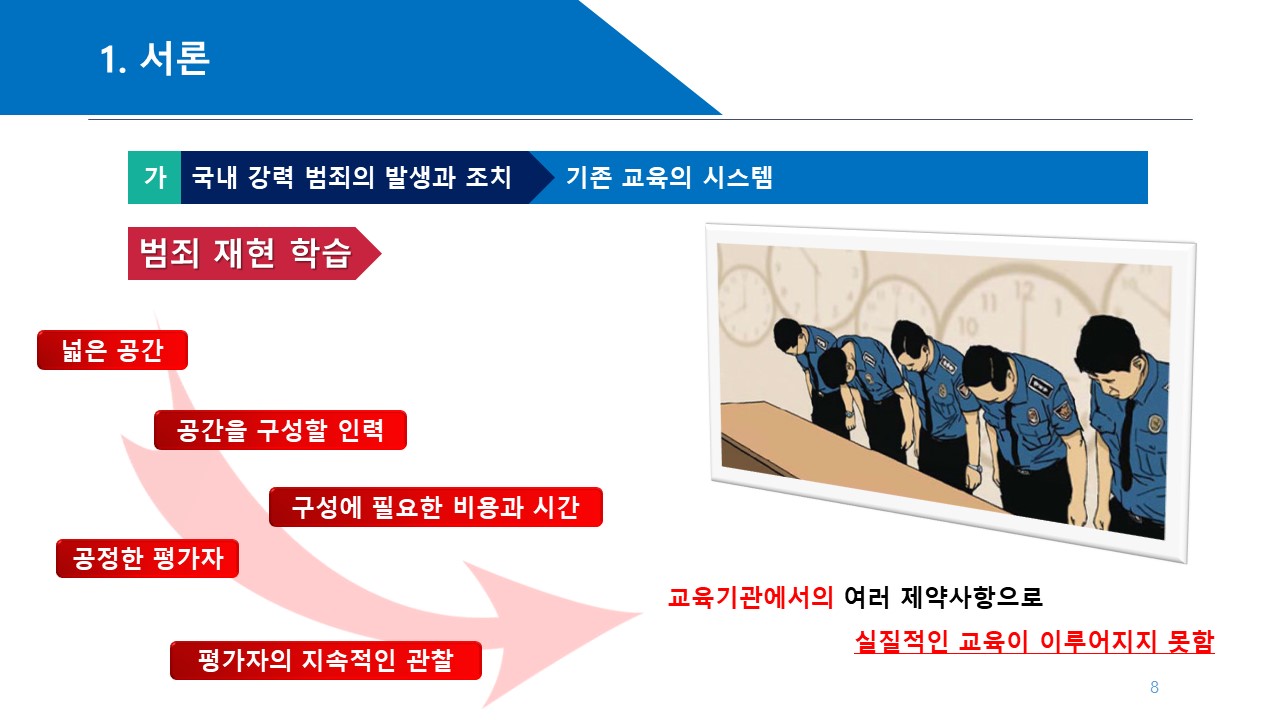 1. 서론
가 국내 강력 범죄의 발생과 조치 기존 교육의 시스템
범죄 재현 학습
넓은 공간
공간을 구성할 인력
구성에 필요한 비용과 시간
공정한 평가자
평가자의 지속적인 관찰
11 12 1
10
교육기관에서의 여러 제약사항으로
실질적인 교육이 이루어지지 못함
8